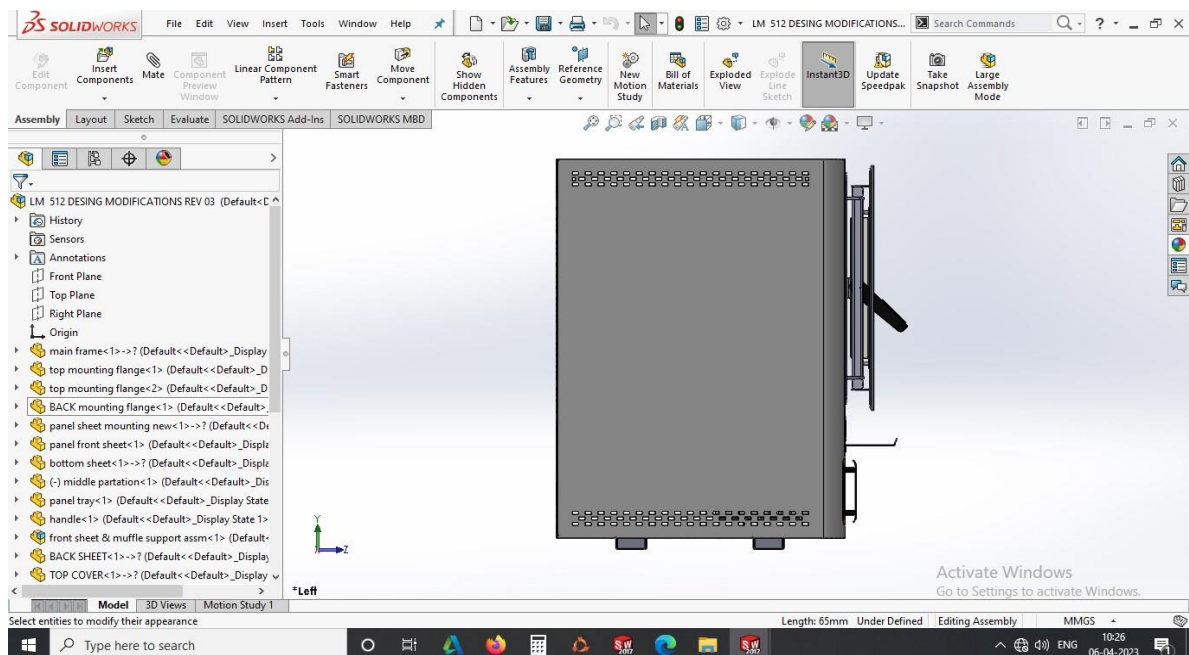 SOLIDWORKS
File Edit View Insert Tools Window Help
LM 512 DESING MODIFICATIONS...
Search Commands
Edit Component
Insert Components
Mate
Component Preview Window
Linear Component Pattern
Smart Fasteners
Move Component
Show Hidden Components
Assembly Features
Reference Geometry
New Motion Study
Bill of Materials
Exploded View
Explode Line Sketch
Instant3D
Update Speedpak
Take Snapshot
Large Assembly Mode
Assembly Layout Sketch Evaluate SOLIDWORKS Add-Ins SOLIDWORKS MBD
LM 512 DESING MODIFICATIONS REV 03 (Default<D
History
Sensors
Annotations
Front Plane
Top Plane
Right Plane
Origin
main frame<1>->? (Default<<Default>_Display
top mounting flange<1> (Default<<Default>_D
top mounting flange<2> (Default<<Default>_D
BACK mounting flange<1> (Default<<Default>_
panel sheet mounting new<1>->? (Default<<De
panel front sheet<1> (Default<<Default>_Displa
bottom sheet<1>->? (Default<<Default>_Displa
(-) middle partation<1> (Default<<Default>_Dis
panel tray<1> (Default<<Default>_Display State
handle<1> (Default<<Default>_Display State 1>
front sheet & muffle support assm<1> (Default<
BACK SHEET<1>->? (Default<<Default>_Display
TOP COVER<1>->? (Default<<Default>_Display
Y
Z
*Left
Activate Windows
Go to Settings to activate Windows.
Model 3D Views Motion Study 1
Select entities to modify their appearance
Length: 65mm Under Defined Editing Assembly MMGS
Type here to search
SW 2017
SW 2017
ENG
10:26
06-04-2023
1